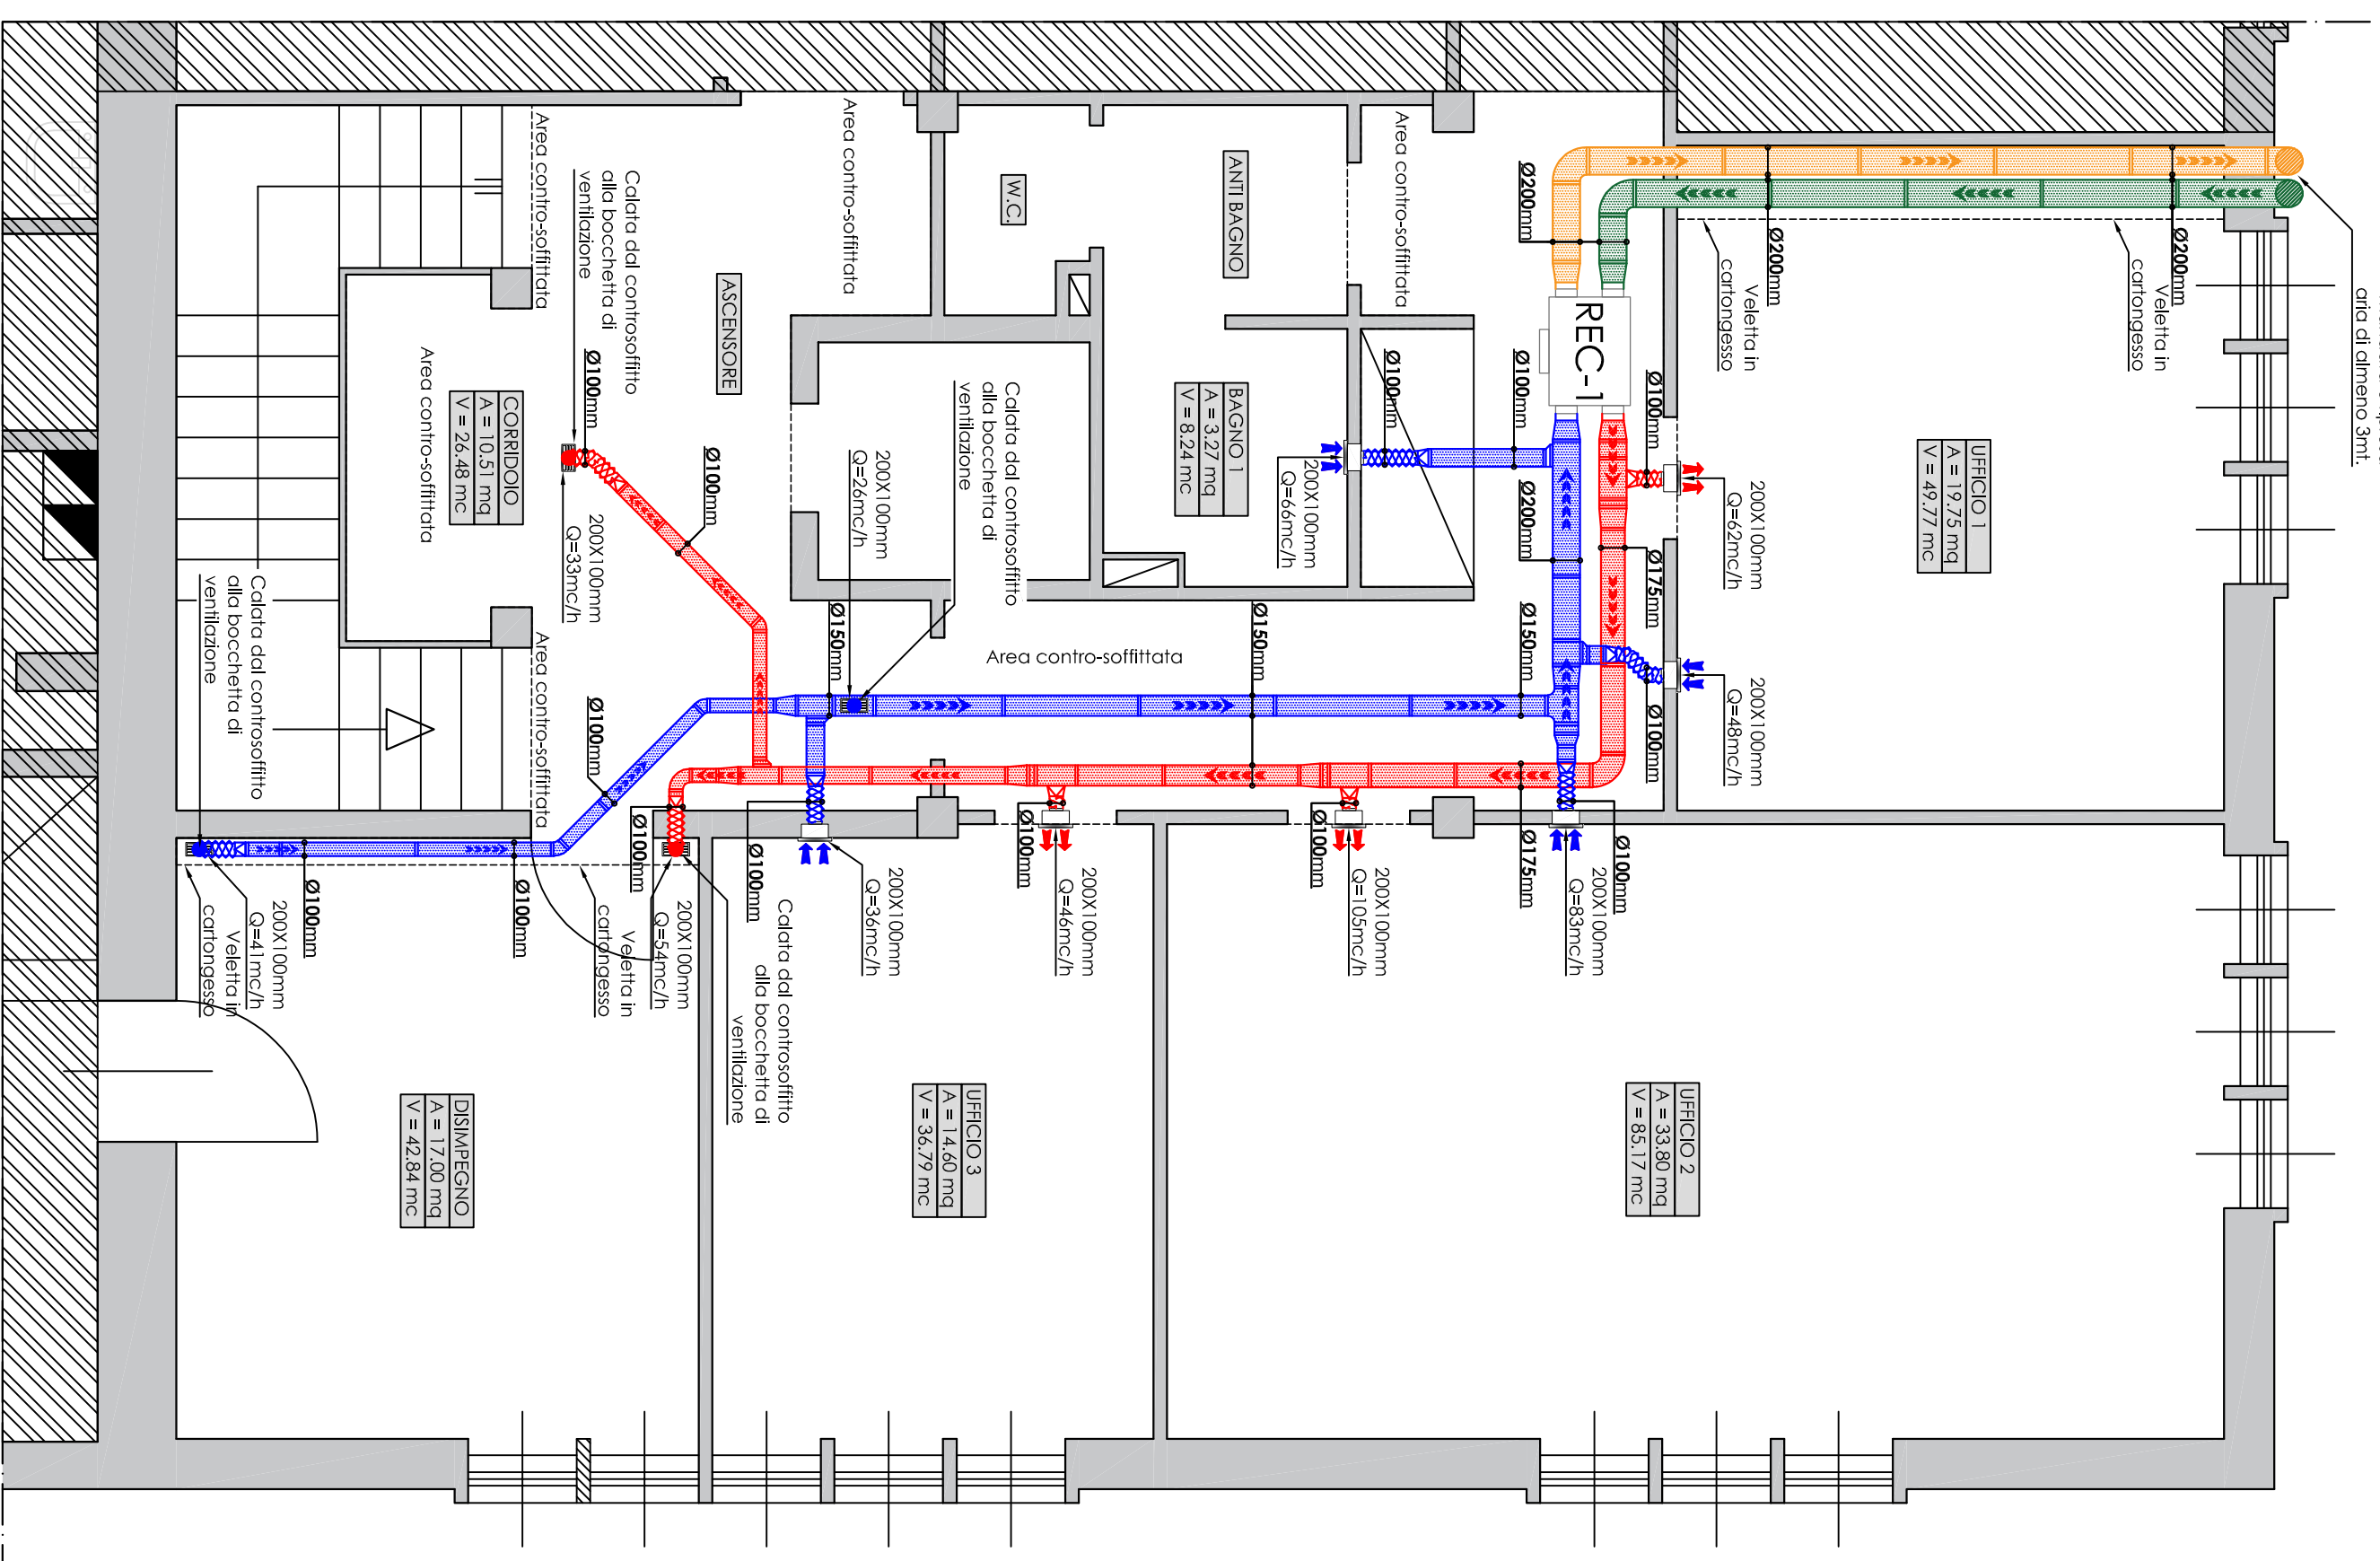 aria di almeno 3mt.
Ø200mm
Ø200mm
Ø200mm
Veletta in
cartongesso
Veletta in
cartongesso
REC-1
UFFICIO 1
A = 19.75 mq
V = 49.77 mc
200X100mm
Q=62mc/h
Ø100mm
Ø175mm
200X100mm
Q=48mc/h
Ø100mm
Area contro-soffittata
Area contro-soffittata
Area contro-soffittata
ANTI BAGNO
W.C.
ASCENSORE
BAGNO 1
A = 3.27 mq
V = 8.24 mc
Ø100mm
Ø100mm
200X100mm
Q=66mc/h
Ø200mm
Calata dal controsoffitto
alla bocchetta di
ventilazione
Ø100mm
Area contro-soffittata
CORRIDOIO
A = 10.51 mq
V = 26.48 mc
Ø100mm
200X100mm
Q=33mc/h
200X100mm
Q=26mc/h
Calata dal controsoffitto
alla bocchetta di
ventilazione
Calata dal controsoffitto
alla bocchetta di
ventilazione
Area contro-soffittata
Area contro-soffittata
Ø150mm
Ø150mm
Ø150mm
Ø100mm
Ø100mm
Ø100mm
Ø100mm
Ø100mm
Ø100mm
Ø100mm
Ø175mm
Ø100mm
200X100mm
Q=41mc/h
Veletta in
cartongesso
Veletta in
cartongesso
200X100mm
Q=54mc/h
Calata dal controsoffitto
alla bocchetta di
ventilazione
200X100mm
Q=36mc/h
200X100mm
Q=46mc/h
200X100mm
Q=105mc/h
200X100mm
Q=83mc/h
DISIMPEGNO
A = 17.00 mq
V = 42.84 mc
UFFICIO 3
A = 14.60 mq
V = 36.79 mc
UFFICIO 2
A = 33.80 mq
V = 85.17 mc